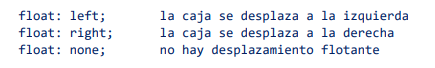 float: left; la caja se desplaza a la izquierda
float: right; la caja se desplaza a la derecha
float: none; no hay desplazamiento flotante